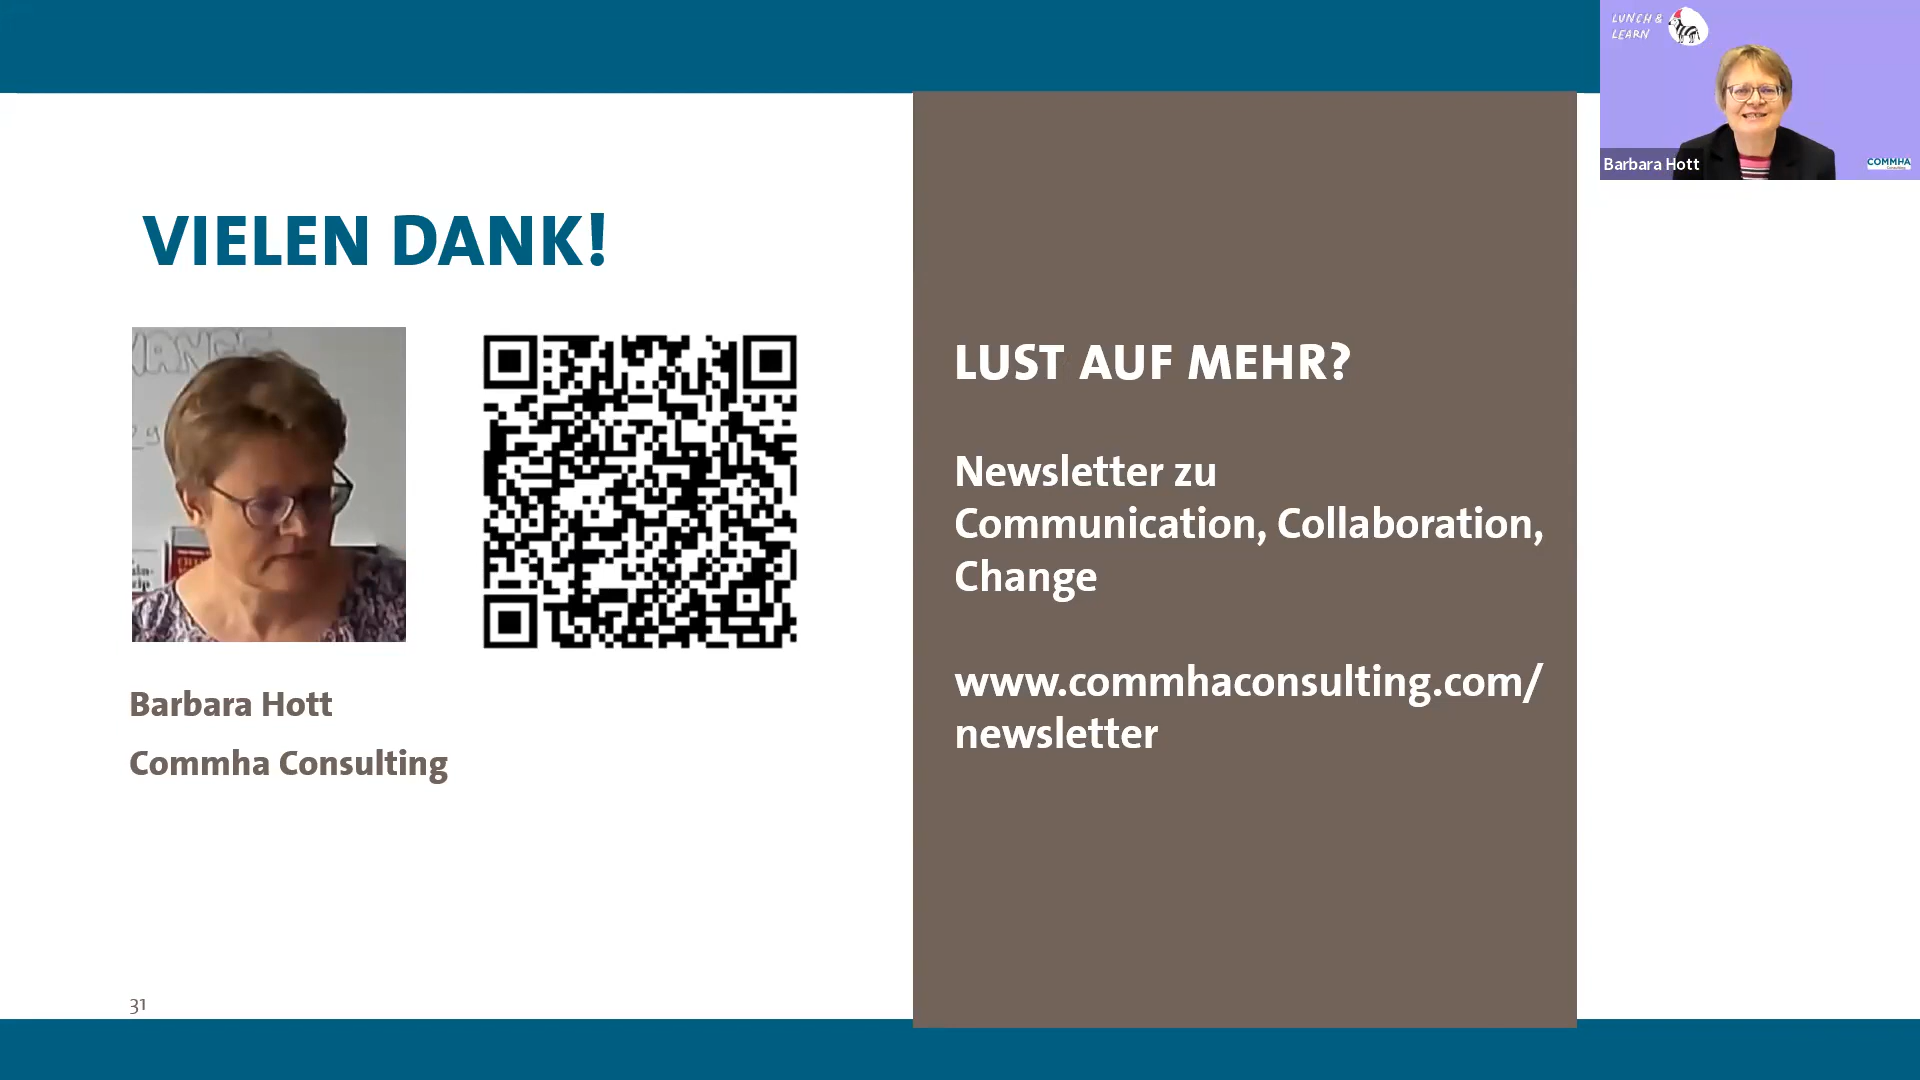 LUNCH &
LEARN
Barbara Hott
COMMHA
VIELEN DANK!
Barbara Hott
Commha Consulting
LUST AUF MEHR?
Newsletter zu
Communication, Collaboration,
Change
www.commhaconsulting.com/
newsletter
31